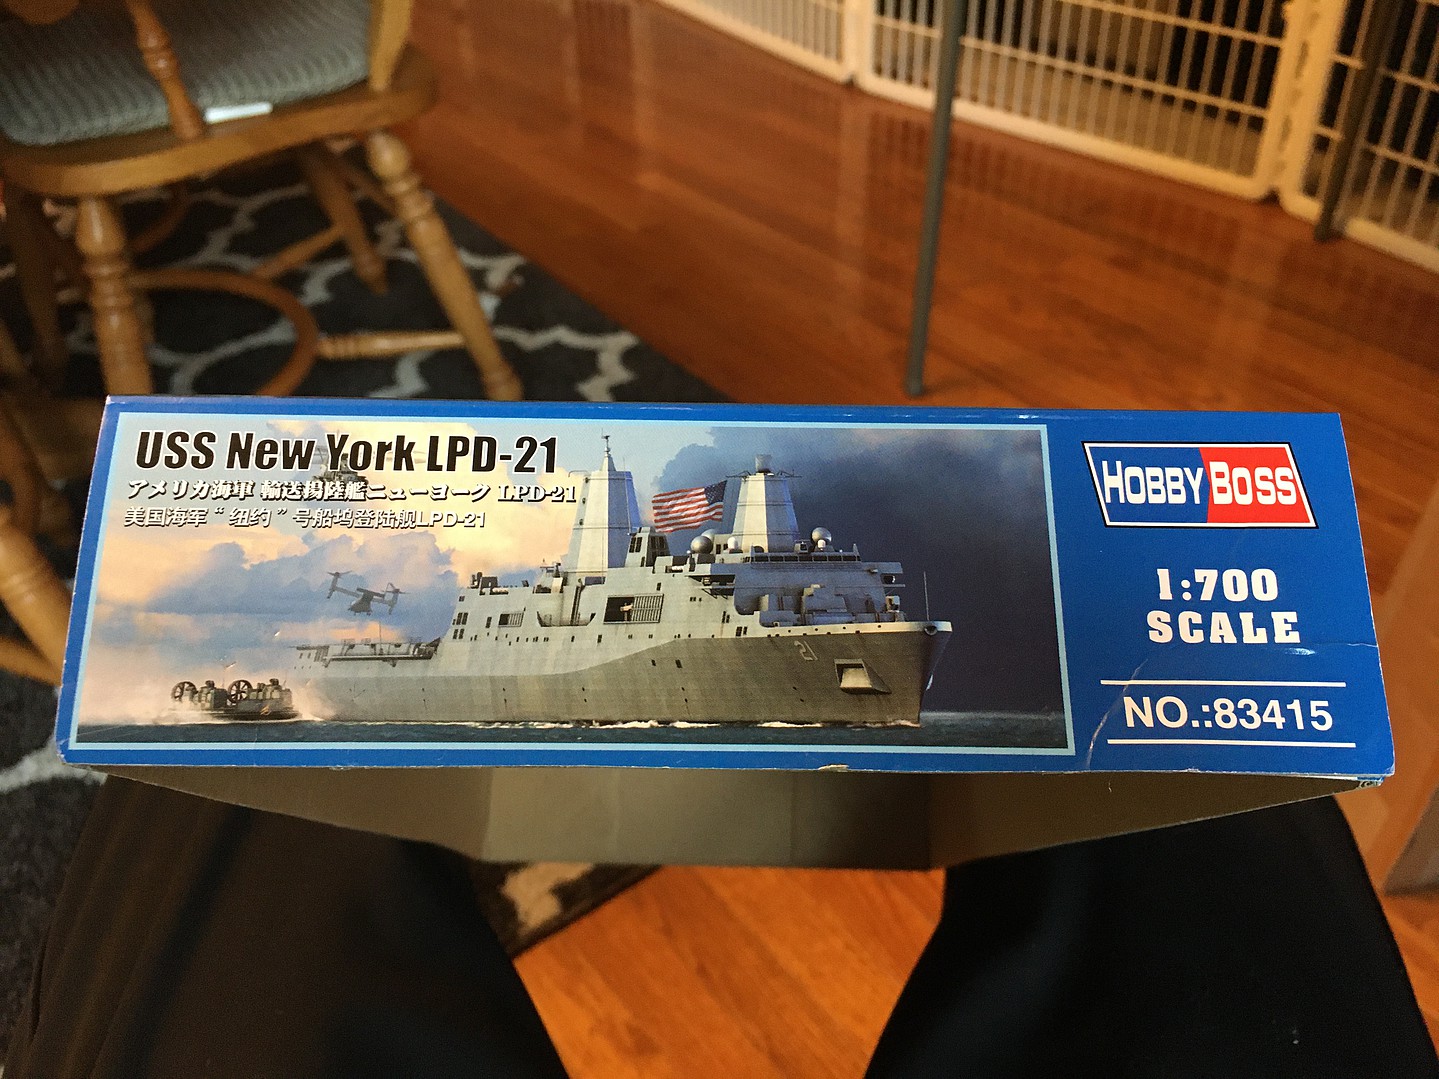 USS New York LPD-21
アメリカ海軍 輸送揚陸艦ニューヨーク LPD-21
美国海军“纽约”号船坞登陆舰LPD-21
21
HOBBY BOSS
1:700
SCALE
NO.:83415